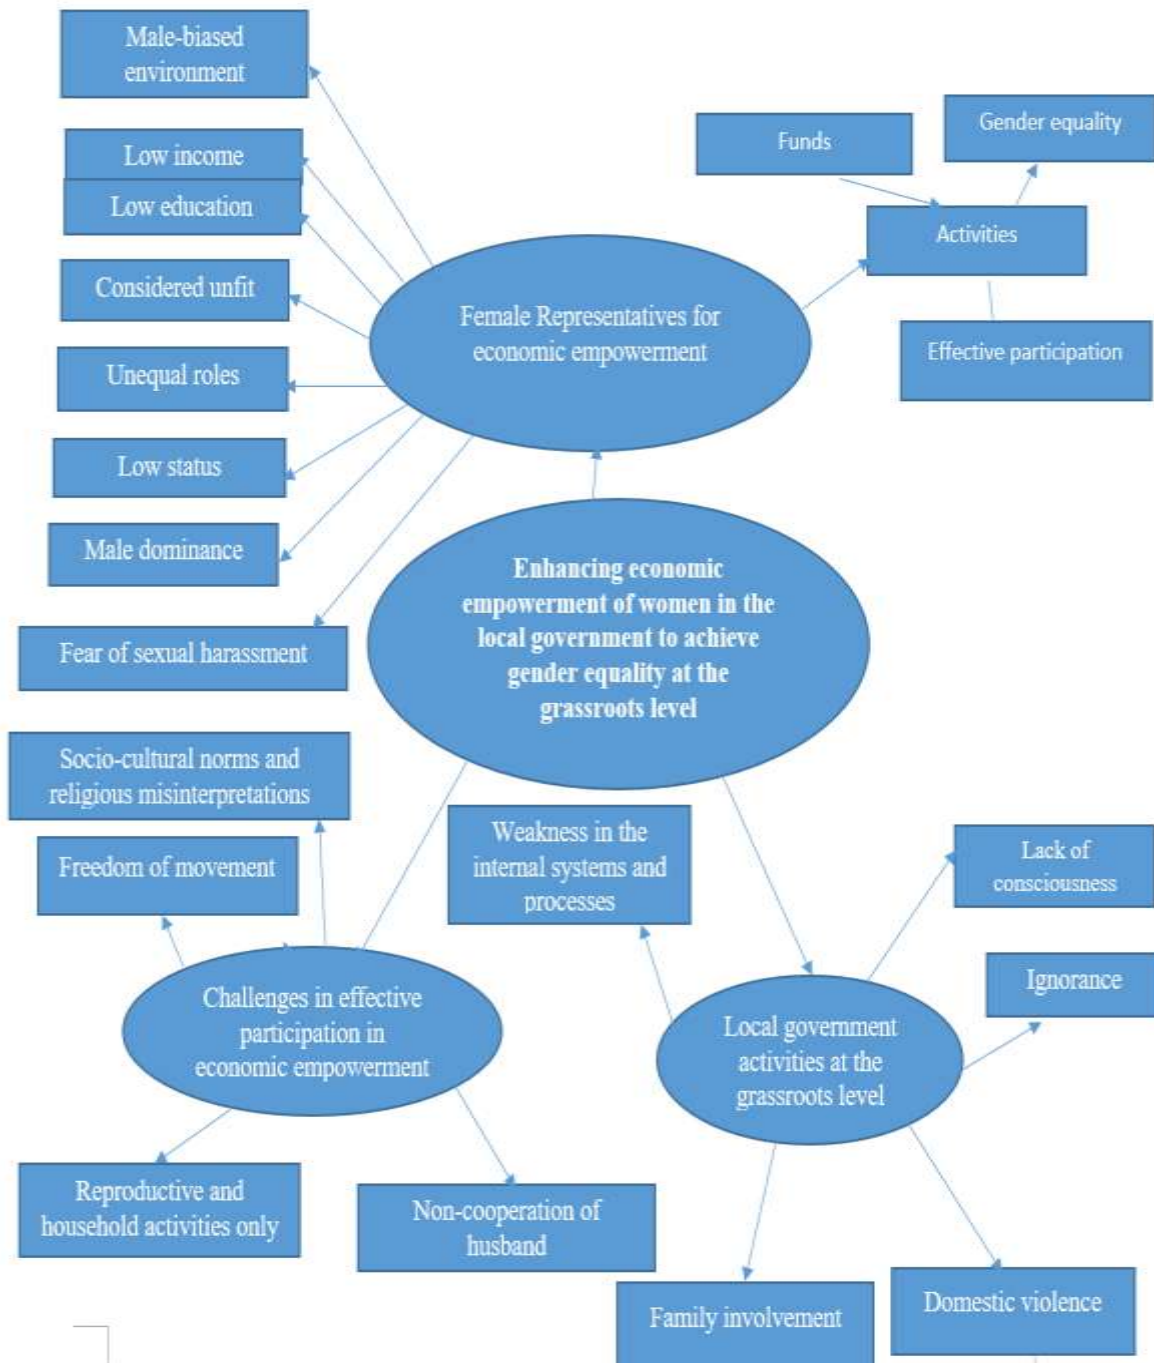 Male-biased
environment
Low income
Low education
Considered unfit
Unequal roles
Low status
Male dominance
Fear of sexual harassment
Female Representatives for
economic empowerment
Funds
Gender equality
Activities
Effective participation
Enhancing economic
empowerment of women in the
local government to achieve
gender equality at the
grassroots level
Socio-cultural norms and
religious misinterpretations
Freedom of movement
Challenges in effective
participation in
economic empowerment
Reproductive and
household activities only
Non-cooperation of
husband
Weakness in the
internal systems and
processes
Local government
activities at the
grassroots level
Lack of
consciousness
Ignorance
Family involvement
Domestic violence